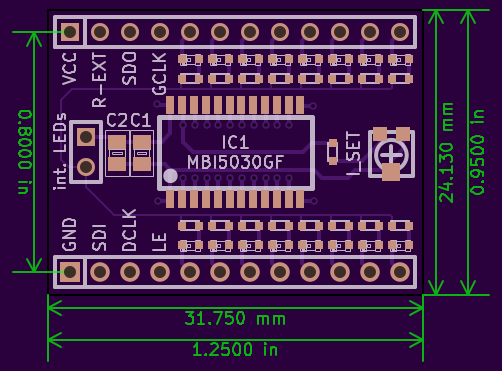 VCC
R-EXT
SDO
GCLK
int. LEDs
C2
C1
IC1
MBI5030GF
I_SET
GND
SDI
DCLK
LE
0.8000 in
24.130 mm
0.9500 in
31.750 mm
1.2500 in